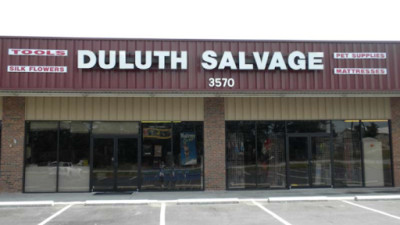 TOOLS
SILK FLOWERS
DULUTH SALVAGE
3570
PET SUPPLIES
MATTRESSES